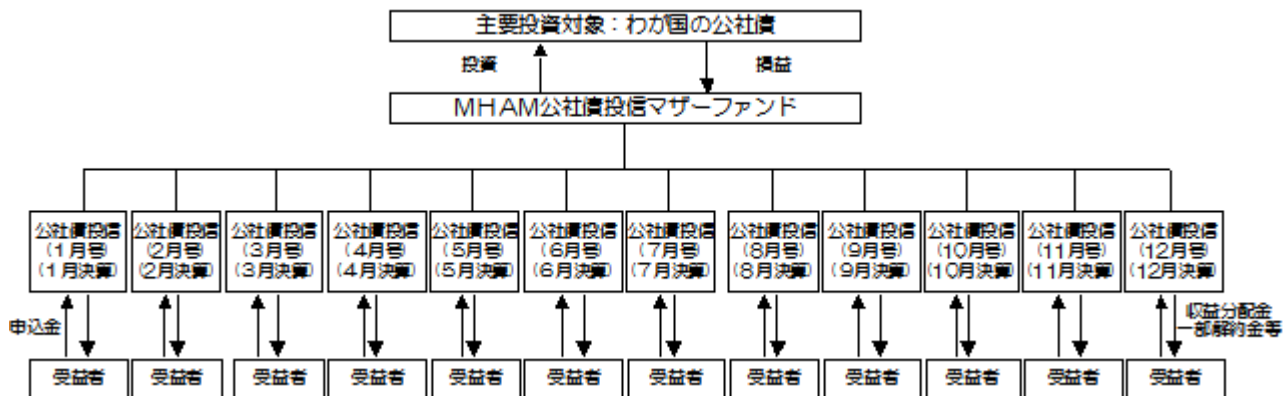 主要投資対象：わが国の公社債
投資
損益
MHAM公社債投信マザーファンド
公社債投信
(1月号)
(1月決算)
公社債投信
(2月号)
(2月決算)
公社債投信
(3月号)
(3月決算)
公社債投信
(4月号)
(4月決算)
公社債投信
(5月号)
(5月決算)
公社債投信
(6月号)
(6月決算)
公社債投信
(7月号)
(7月決算)
公社債投信
(8月号)
(8月決算)
公社債投信
(9月号)
(9月決算)
公社債投信
(10月号)
(10月決算)
公社債投信
(11月号)
(11月決算)
公社債投信
(12月号)
(12月決算)
申込金
収益分配金
一部解約金等
受益者
受益者
受益者
受益者
受益者
受益者
受益者
受益者
受益者
受益者
受益者
受益者